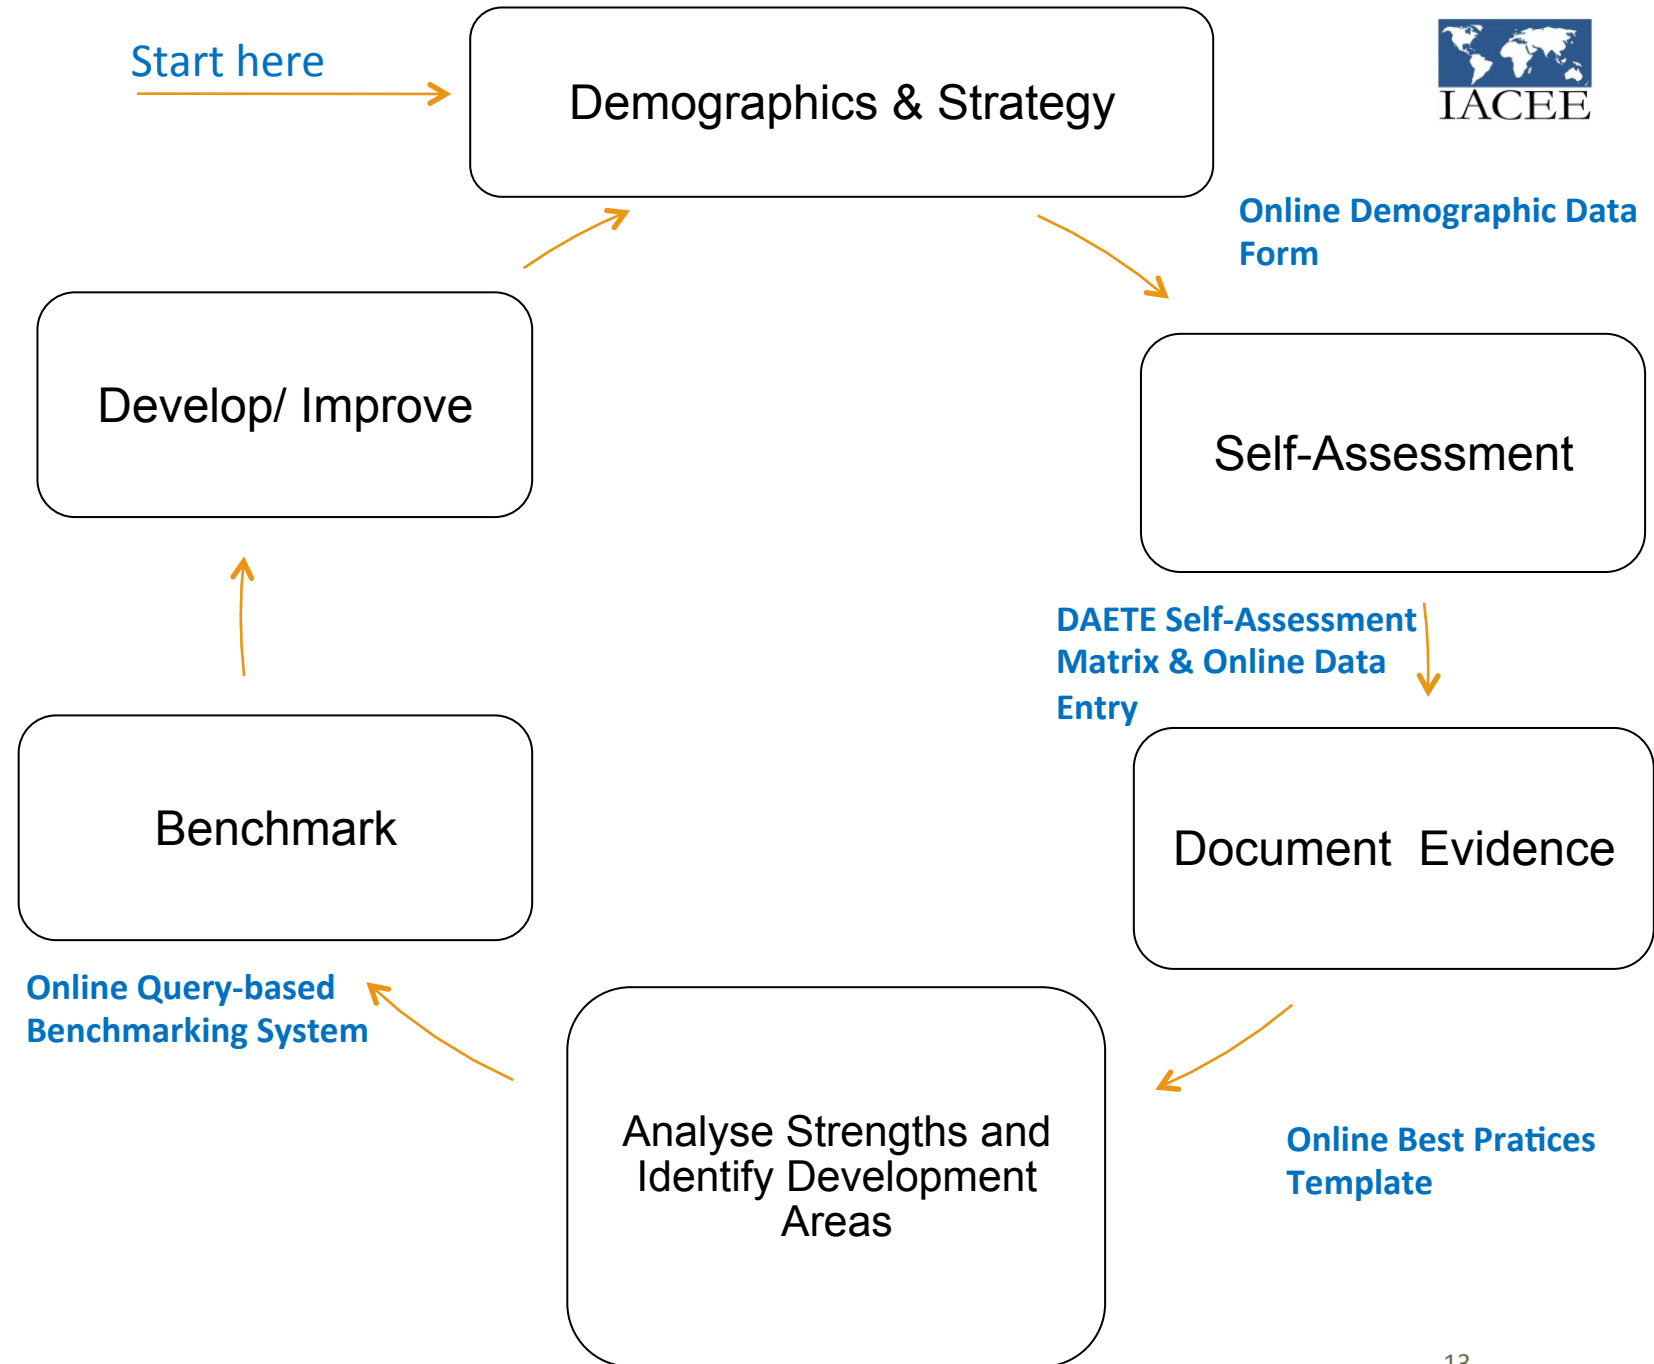 Start here
Demographics & Strategy
IACEE
Online Demographic Data
Form
Develop/ Improve
Self-Assessment
DAETE Self-Assessment
Matrix & Online Data
Entry
Benchmark
Document  Evidence
Online Query-based
Benchmarking System
Analyse Strengths and
Identify Development
Areas
Online Best Pratices
Template
13